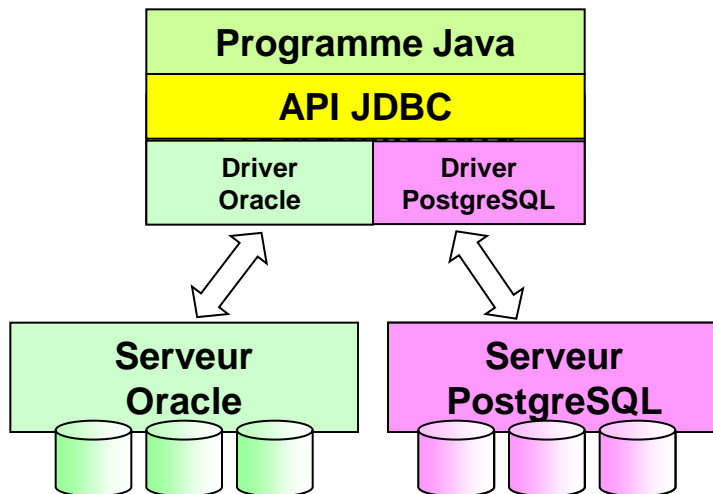 Programme Java
API JDBC
Driver
Oracle
Driver
PostgreSQL
Serveur
Oracle
Serveur
PostgreSQL